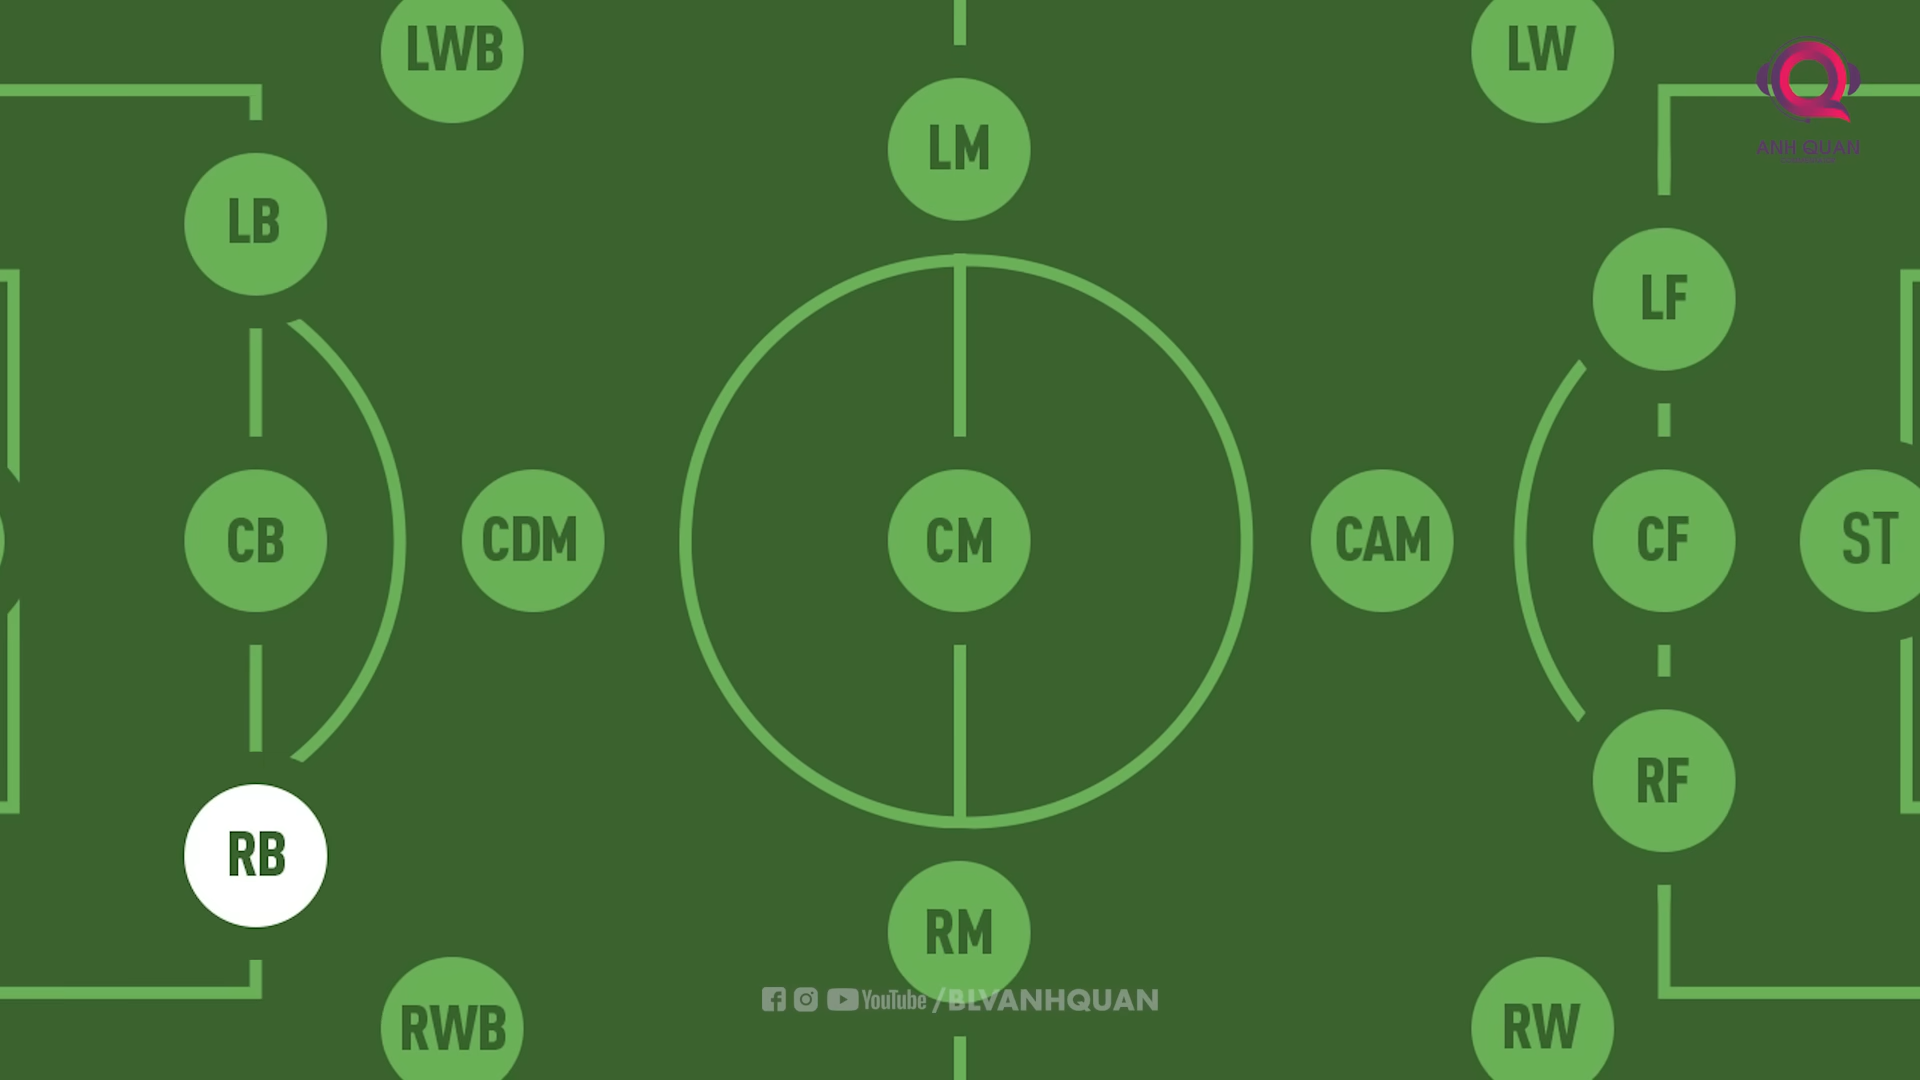 LWB
LW
LM
ANH QUAN
LB
LF
CB
CDM
CM
CAM
CF
ST
RB
RF
RM
YouTube /BLVANHQUAN
RWB
RW